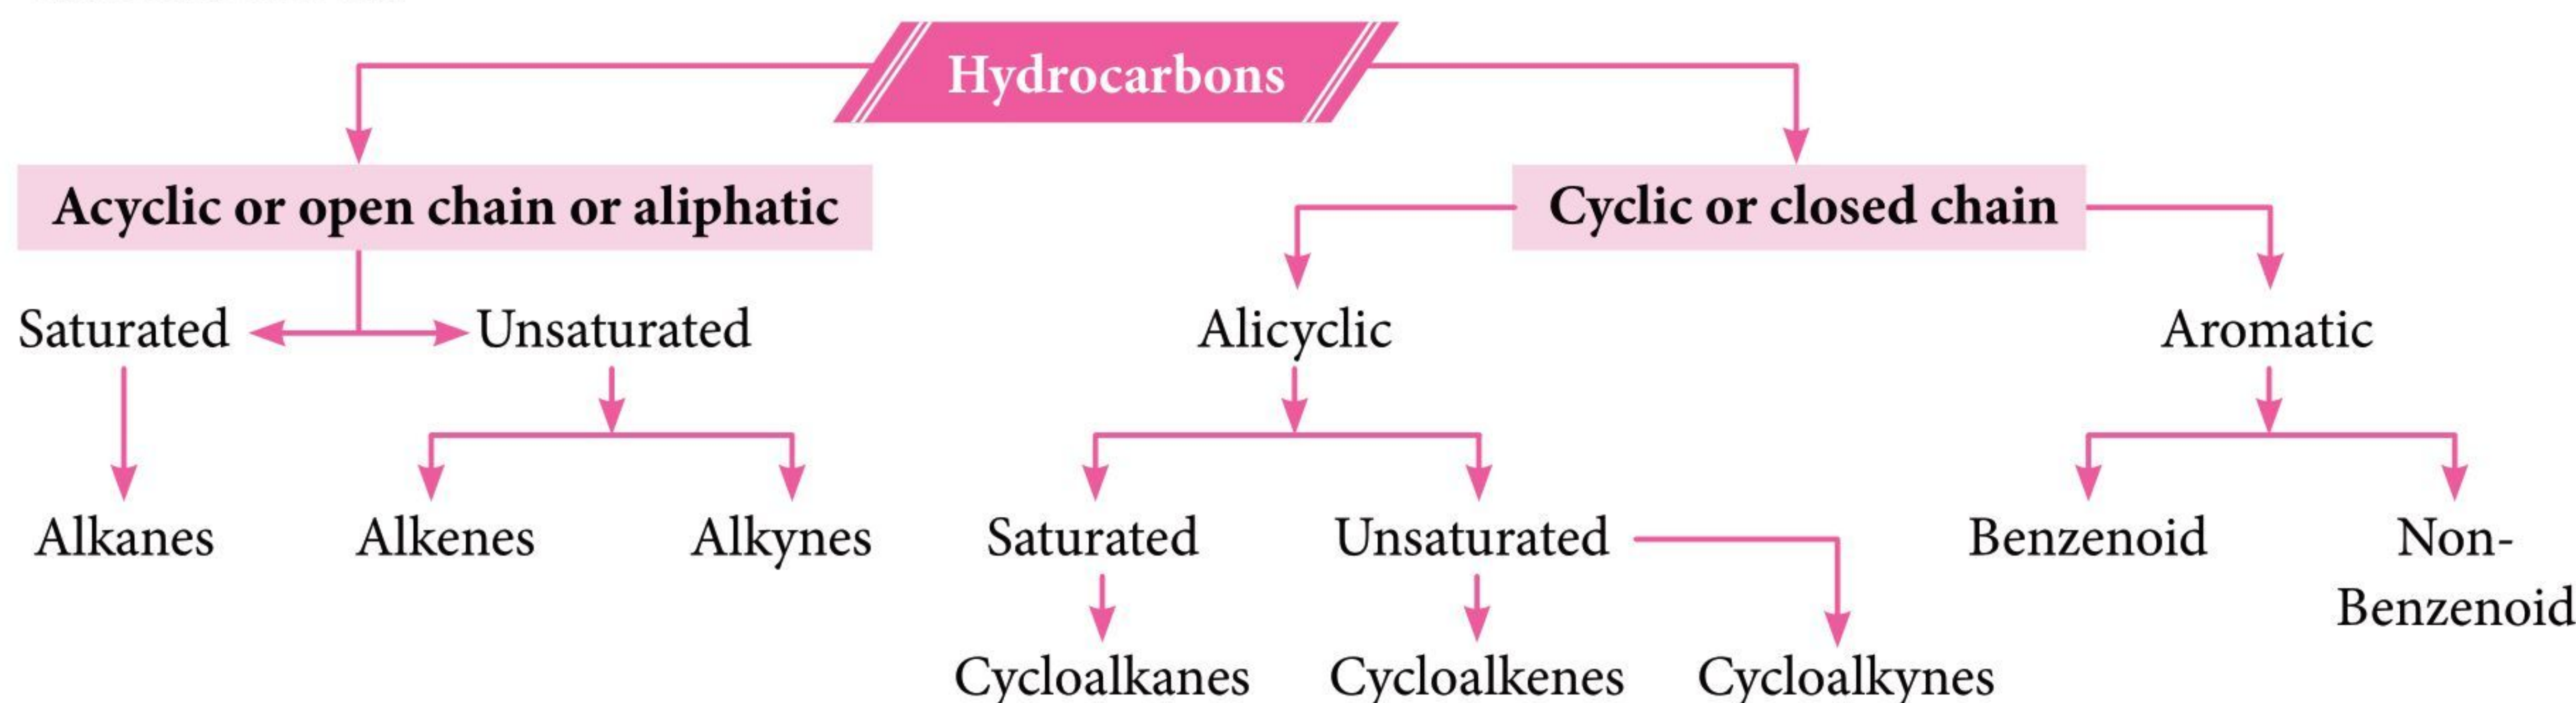 Hydrocarbons
Acyclic or open chain or aliphatic
Cyclic or closed chain
Saturated
Unsaturated
Alicyclic
Aromatic
Alkanes
Alkenes
Alkynes
Saturated
Unsaturated
Benzenoid
Non-
Benzenoid
Cycloalkanes
Cycloalkenes
Cycloalkynes